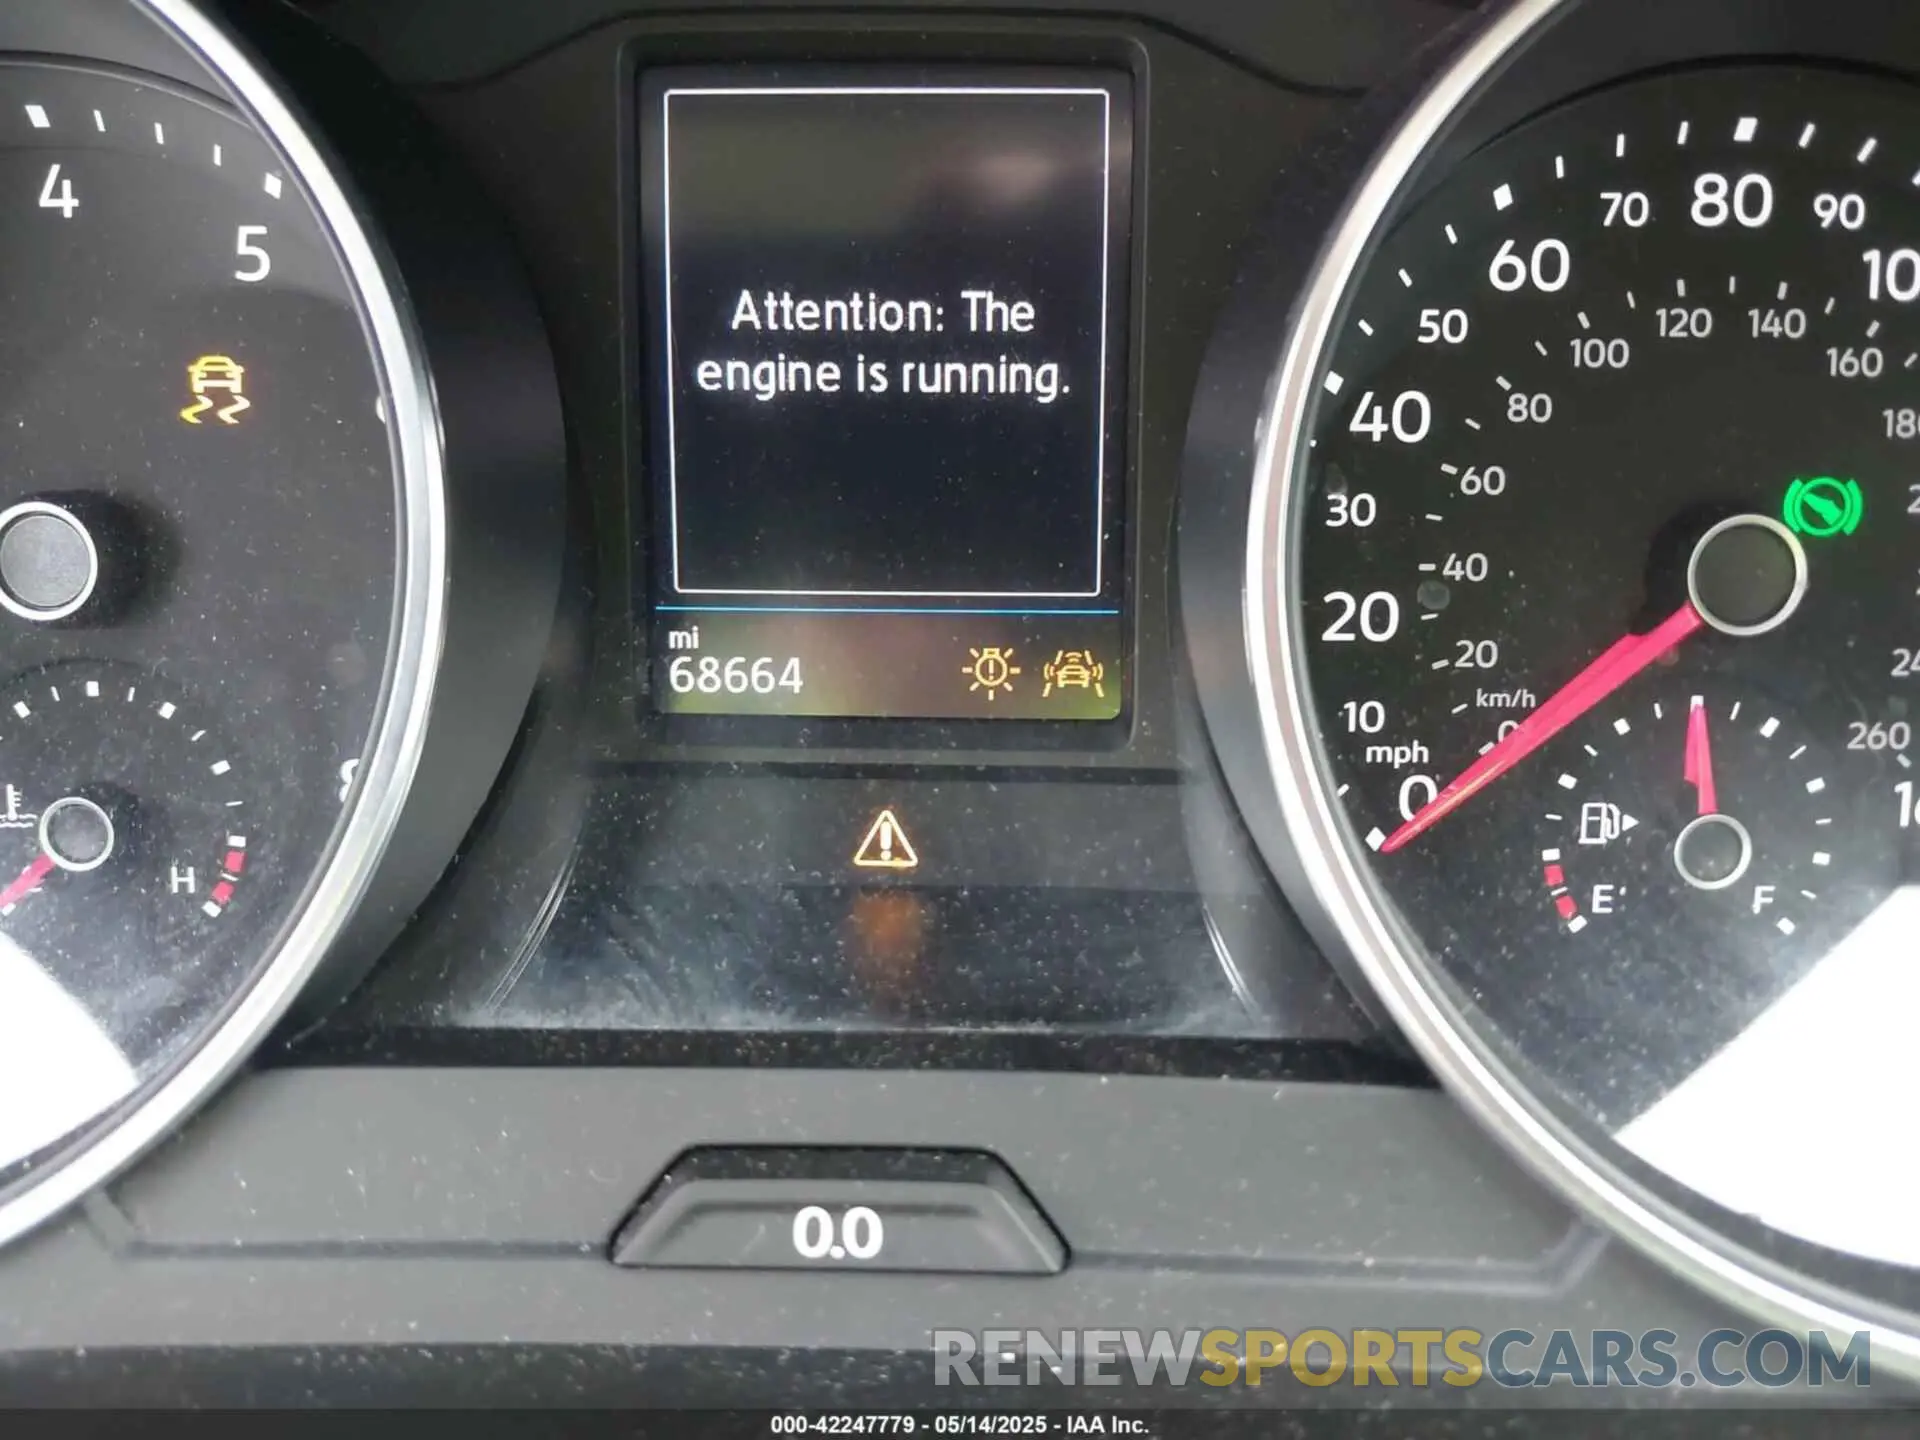 4
5
8
H
Attention: The
engine is running.
mi
68664
0.0
0
10
20
30
40
50
60
70
80
90
mph
0
20
40
60
80
100
120
140
160
260
km/h
E
F
RENEWSPORTSCARS.COM
000-42247779 - 05/14/2025 - IAA Inc.